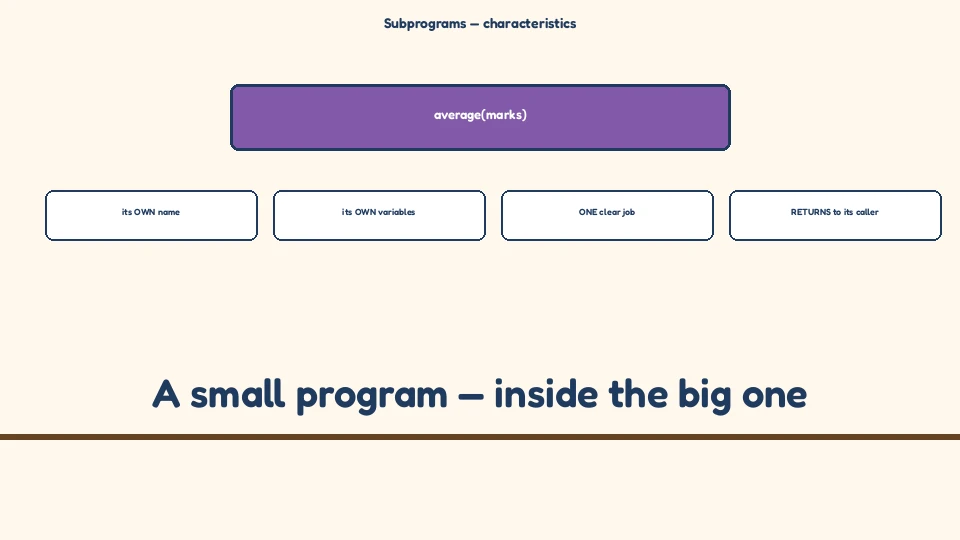 Subprograms — characteristics
average(marks)
its OWN name
its OWN variables
ONE clear job
RETURNS to its caller
A small program — inside the big one